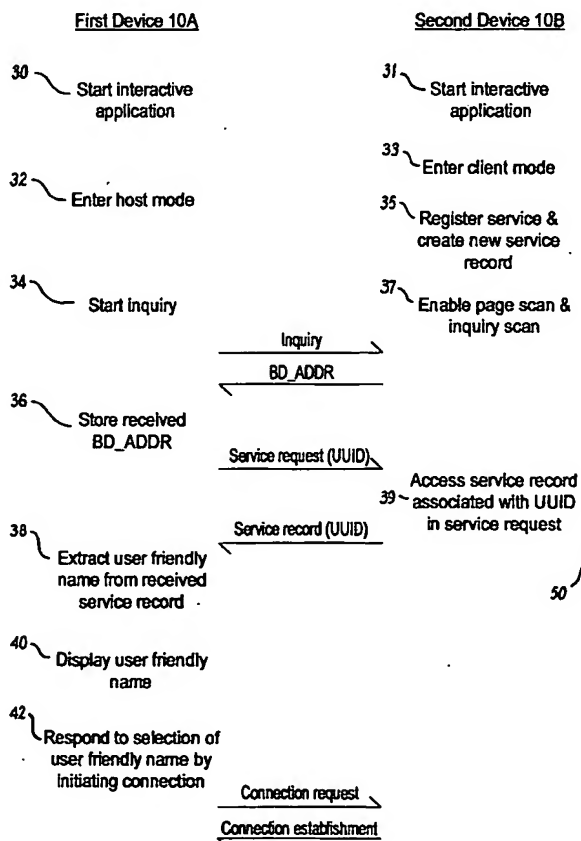 First Device 10A
Second Device 10B
30
Start interactive
application
31
Start interactive
application
33
Enter client mode
32
Enter host mode
35
Register service &
create new service
record
34
Start inquiry
37
Enable page scan &
inquiry scan
Inquiry
BD_ADDR
36
Store received
BD_ADDR
Service request (UUID)
Access service record
39 associated with UUID
in service request
Service record (UUID)
38
Extract user friendly
name from received
service record
50
40
Display user friendly
name
42
Respond to selection of
user friendly name by
initiating connection
Connection request
Connection establishment